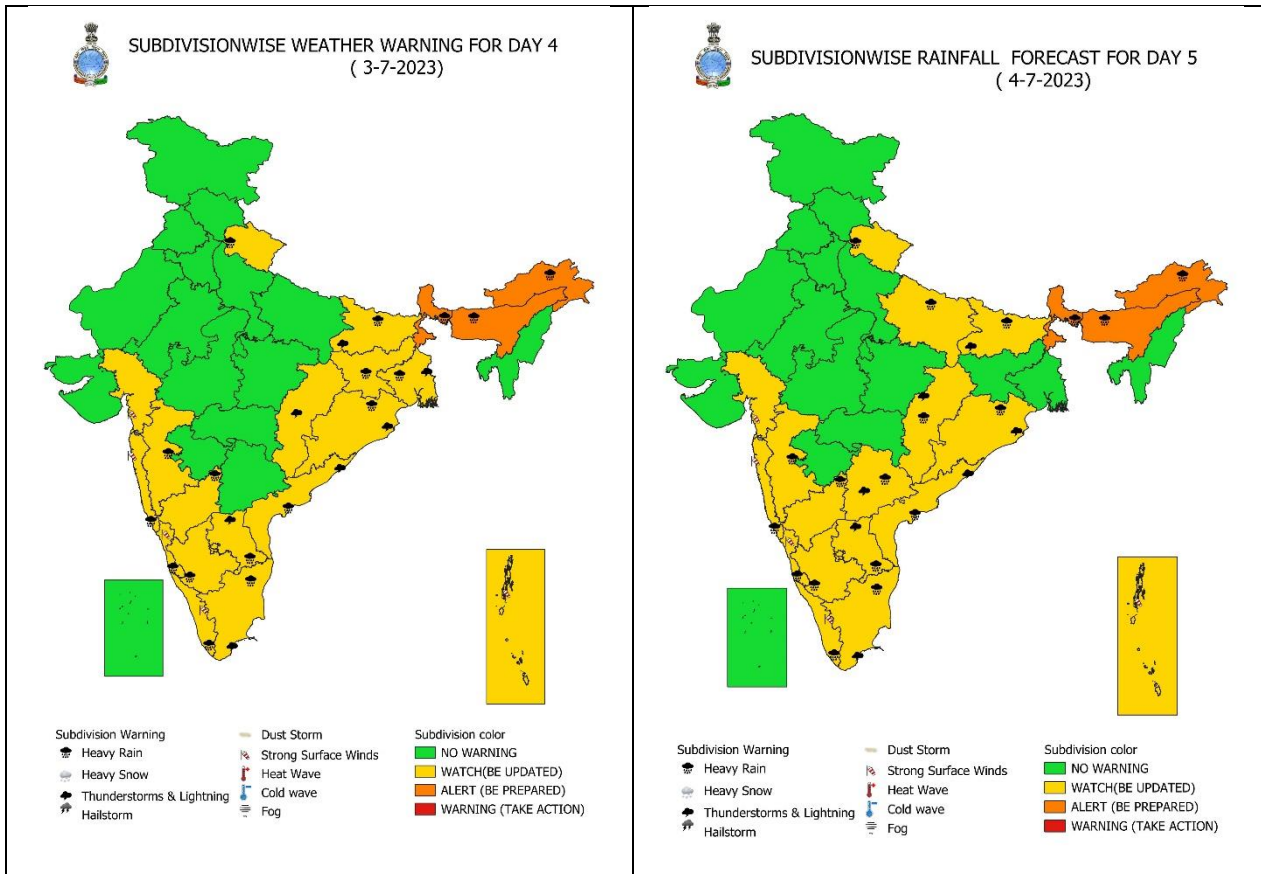 SUBDIVISIONWISE WEATHER WARNING FOR DAY 4
( 3-7-2023)
Subdivision Warning
Heavy Rain
Heavy Snow
Thunderstorms & Lightning
Hailstorm
Dust Storm
Strong Surface Winds
Heat Wave
Cold wave
Fog
Subdivision color
NO WARNING
WATCH(BE UPDATED)
ALERT (BE PREPARED)
WARNING (TAKE ACTION)
SUBDIVISIONWISE RAINFALL FORECAST FOR DAY 5
( 4-7-2023)
Subdivision Warning
Heavy Rain
Heavy Snow
Thunderstorms & Lightning
Hailstorm
Dust Storm
Strong Surface Winds
Heat Wave
Cold wave
Fog
Subdivision color
NO WARNING
WATCH(BE UPDATED)
ALERT (BE PREPARED)
WARNING (TAKE ACTION)